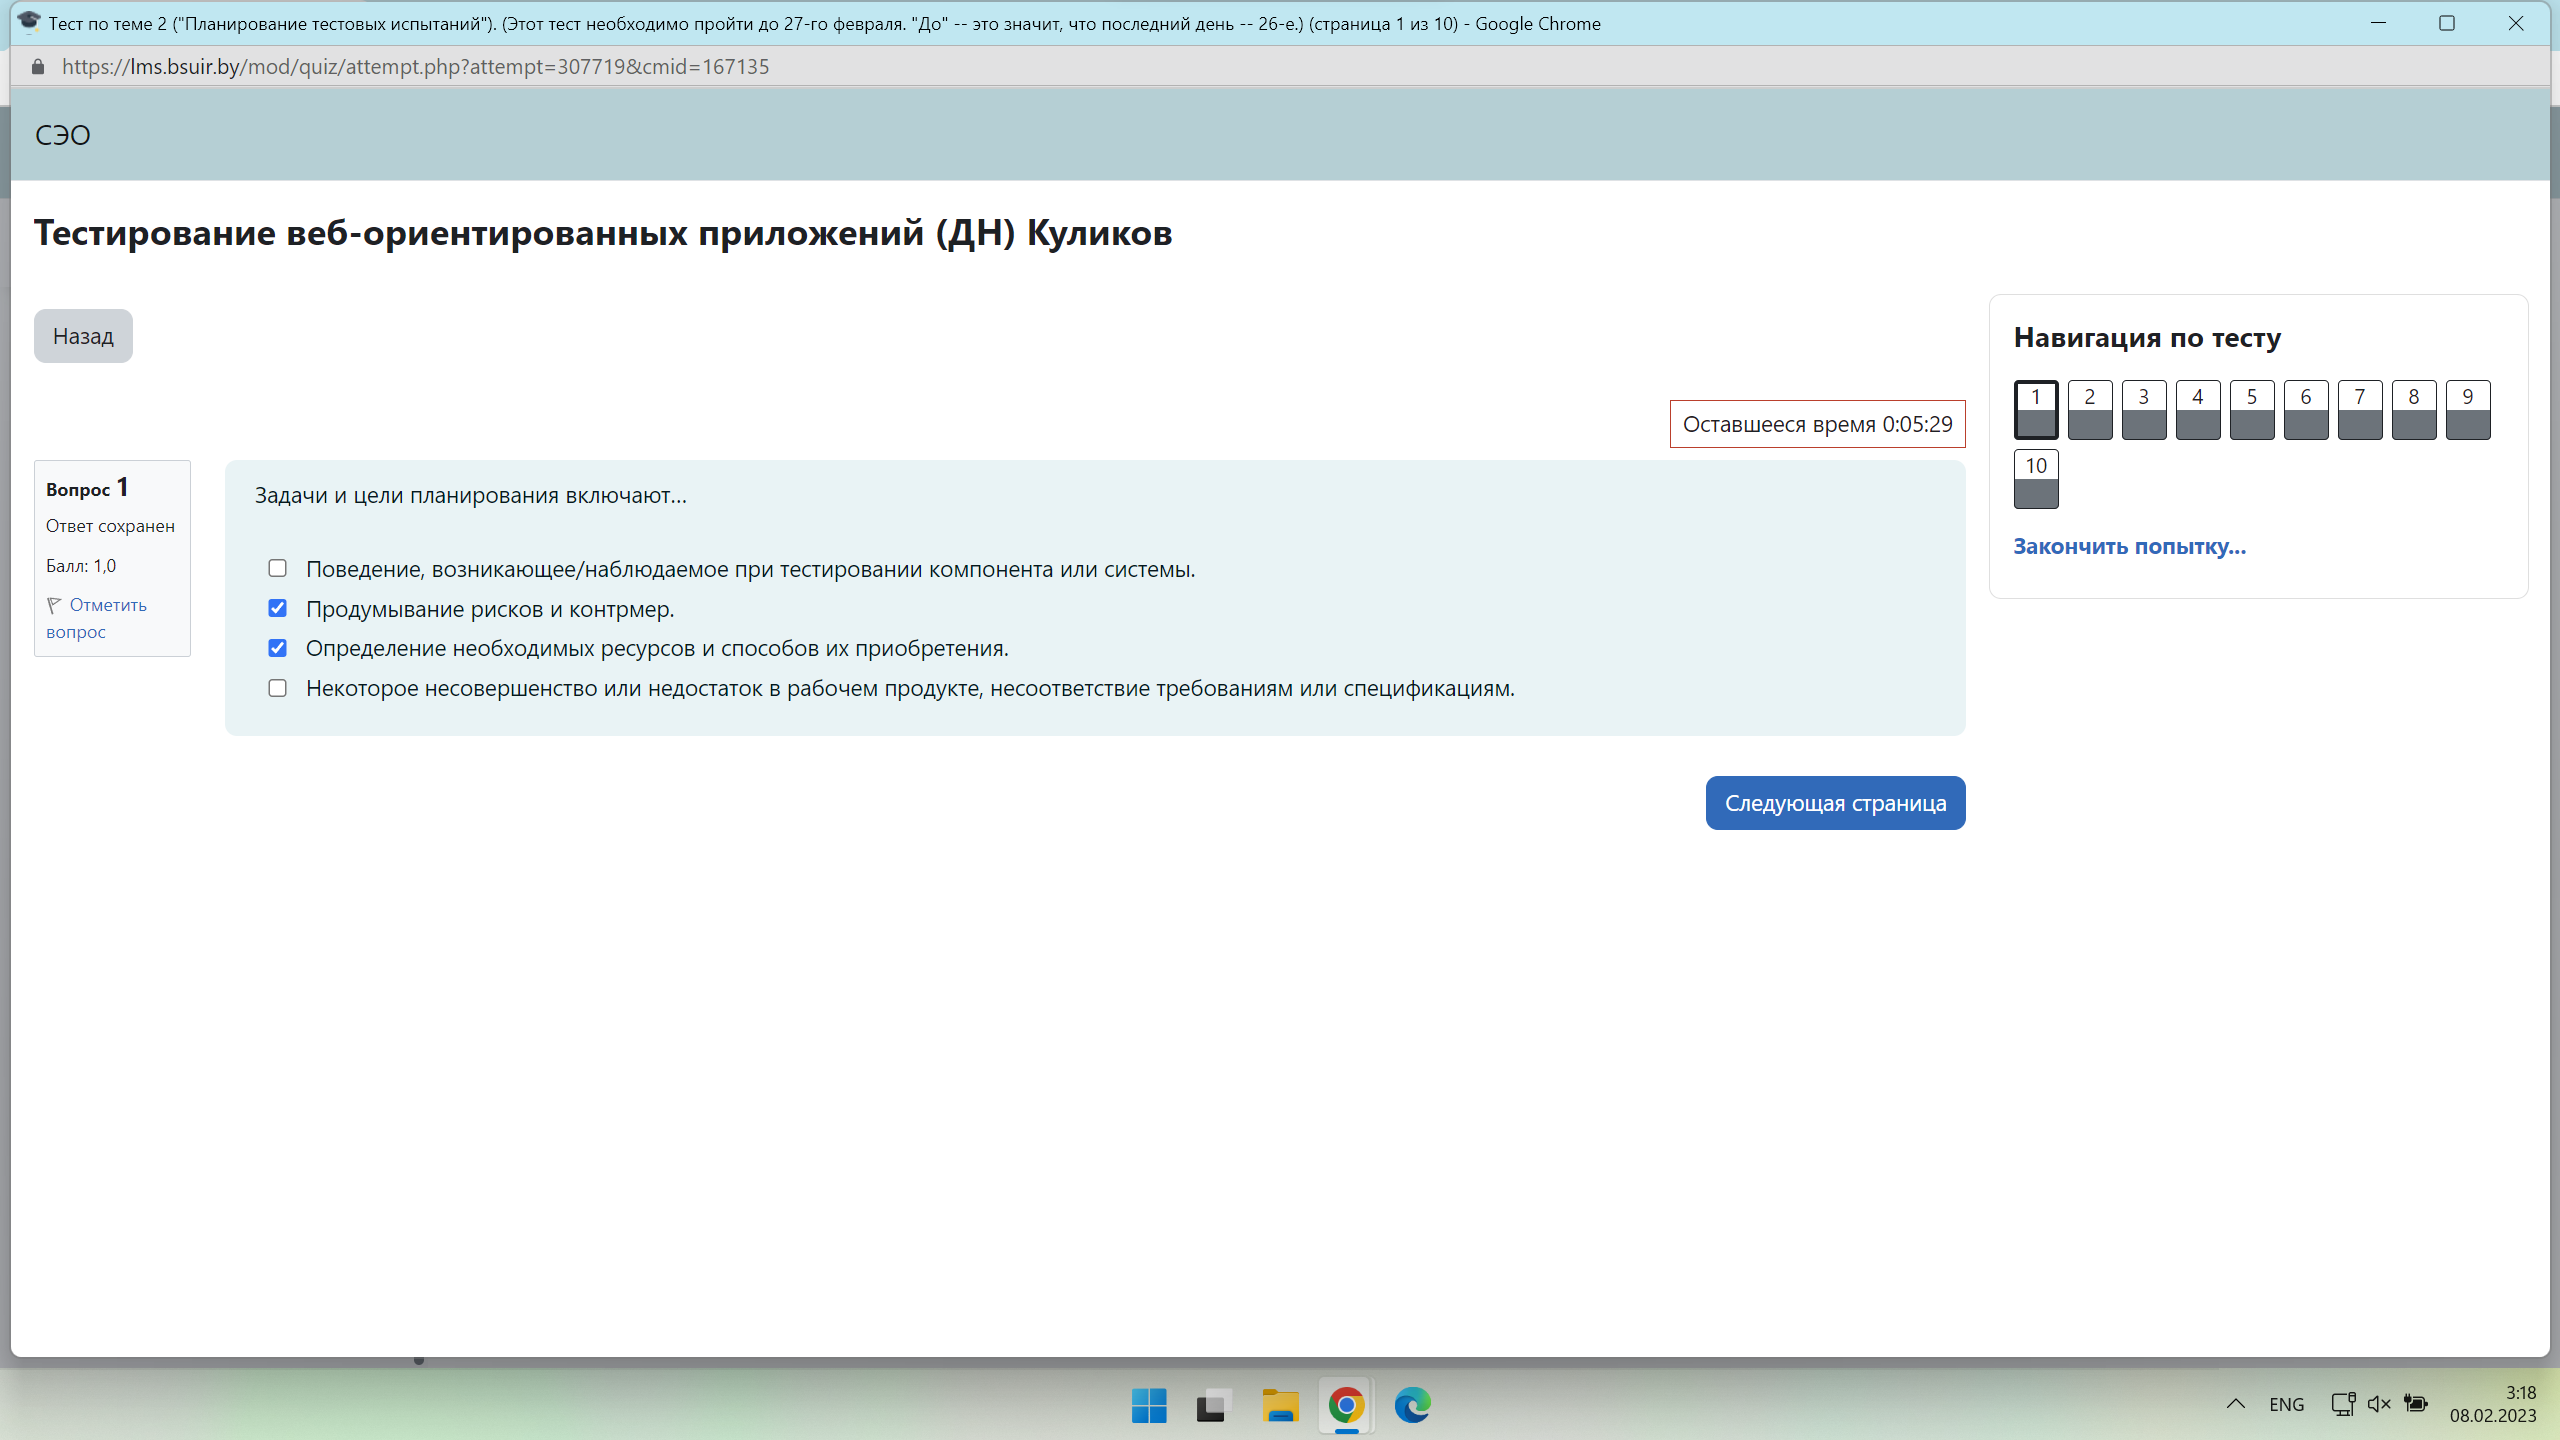 Тест по теме 2 ("Планирование тестовых испытаний"). (Этот тест необходимо пройти до 27-го февраля. "До" -- это значит, что последний день -- 26-е.) (страница 1 из 10) - Google Chrome
https://lms.bsuir.by/mod/quiz/attempt.php?attempt=307719&cmid=167135
СЭО
Тестирование веб-ориентированных приложений (ДН) Куликов
Назад
Оставшееся время 0:05:29
Вопрос 1
Ответ сохранен
Балл: 1,0
Отметить
вопрос
Задачи и цели планирования включают...
Поведение, возникающее/наблюдаемое при тестировании компонента или системы.
Продумывание рисков и контрмер.
Определение необходимых ресурсов и способов их приобретения.
Некоторое несовершенство или недостаток в рабочем продукте, несоответствие требованиям или спецификациям.
Следующая страница
Навигация по тесту
1 2 3 4 5 6 7 8 9
10
Закончить попытку...
ENG
3:18
08.02.2023